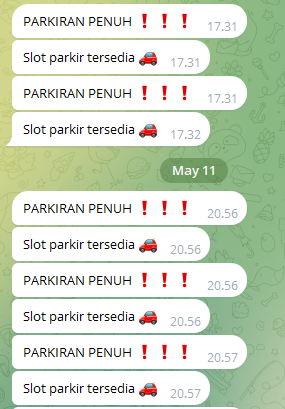 PARKIRAN PENUH ❗❗❗ 17.31
Slot parkir tersedia 🚗 17.31
PARKIRAN PENUH ❗❗❗ 17.31
Slot parkir tersedia 🚗 17.32
May 11
PARKIRAN PENUH ❗❗❗ 20.56
Slot parkir tersedia 🚗 20.56
PARKIRAN PENUH ❗❗❗ 20.56
Slot parkir tersedia 🚗 20.56
PARKIRAN PENUH ❗❗❗ 20.57
Slot parkir tersedia 🚗 20.57